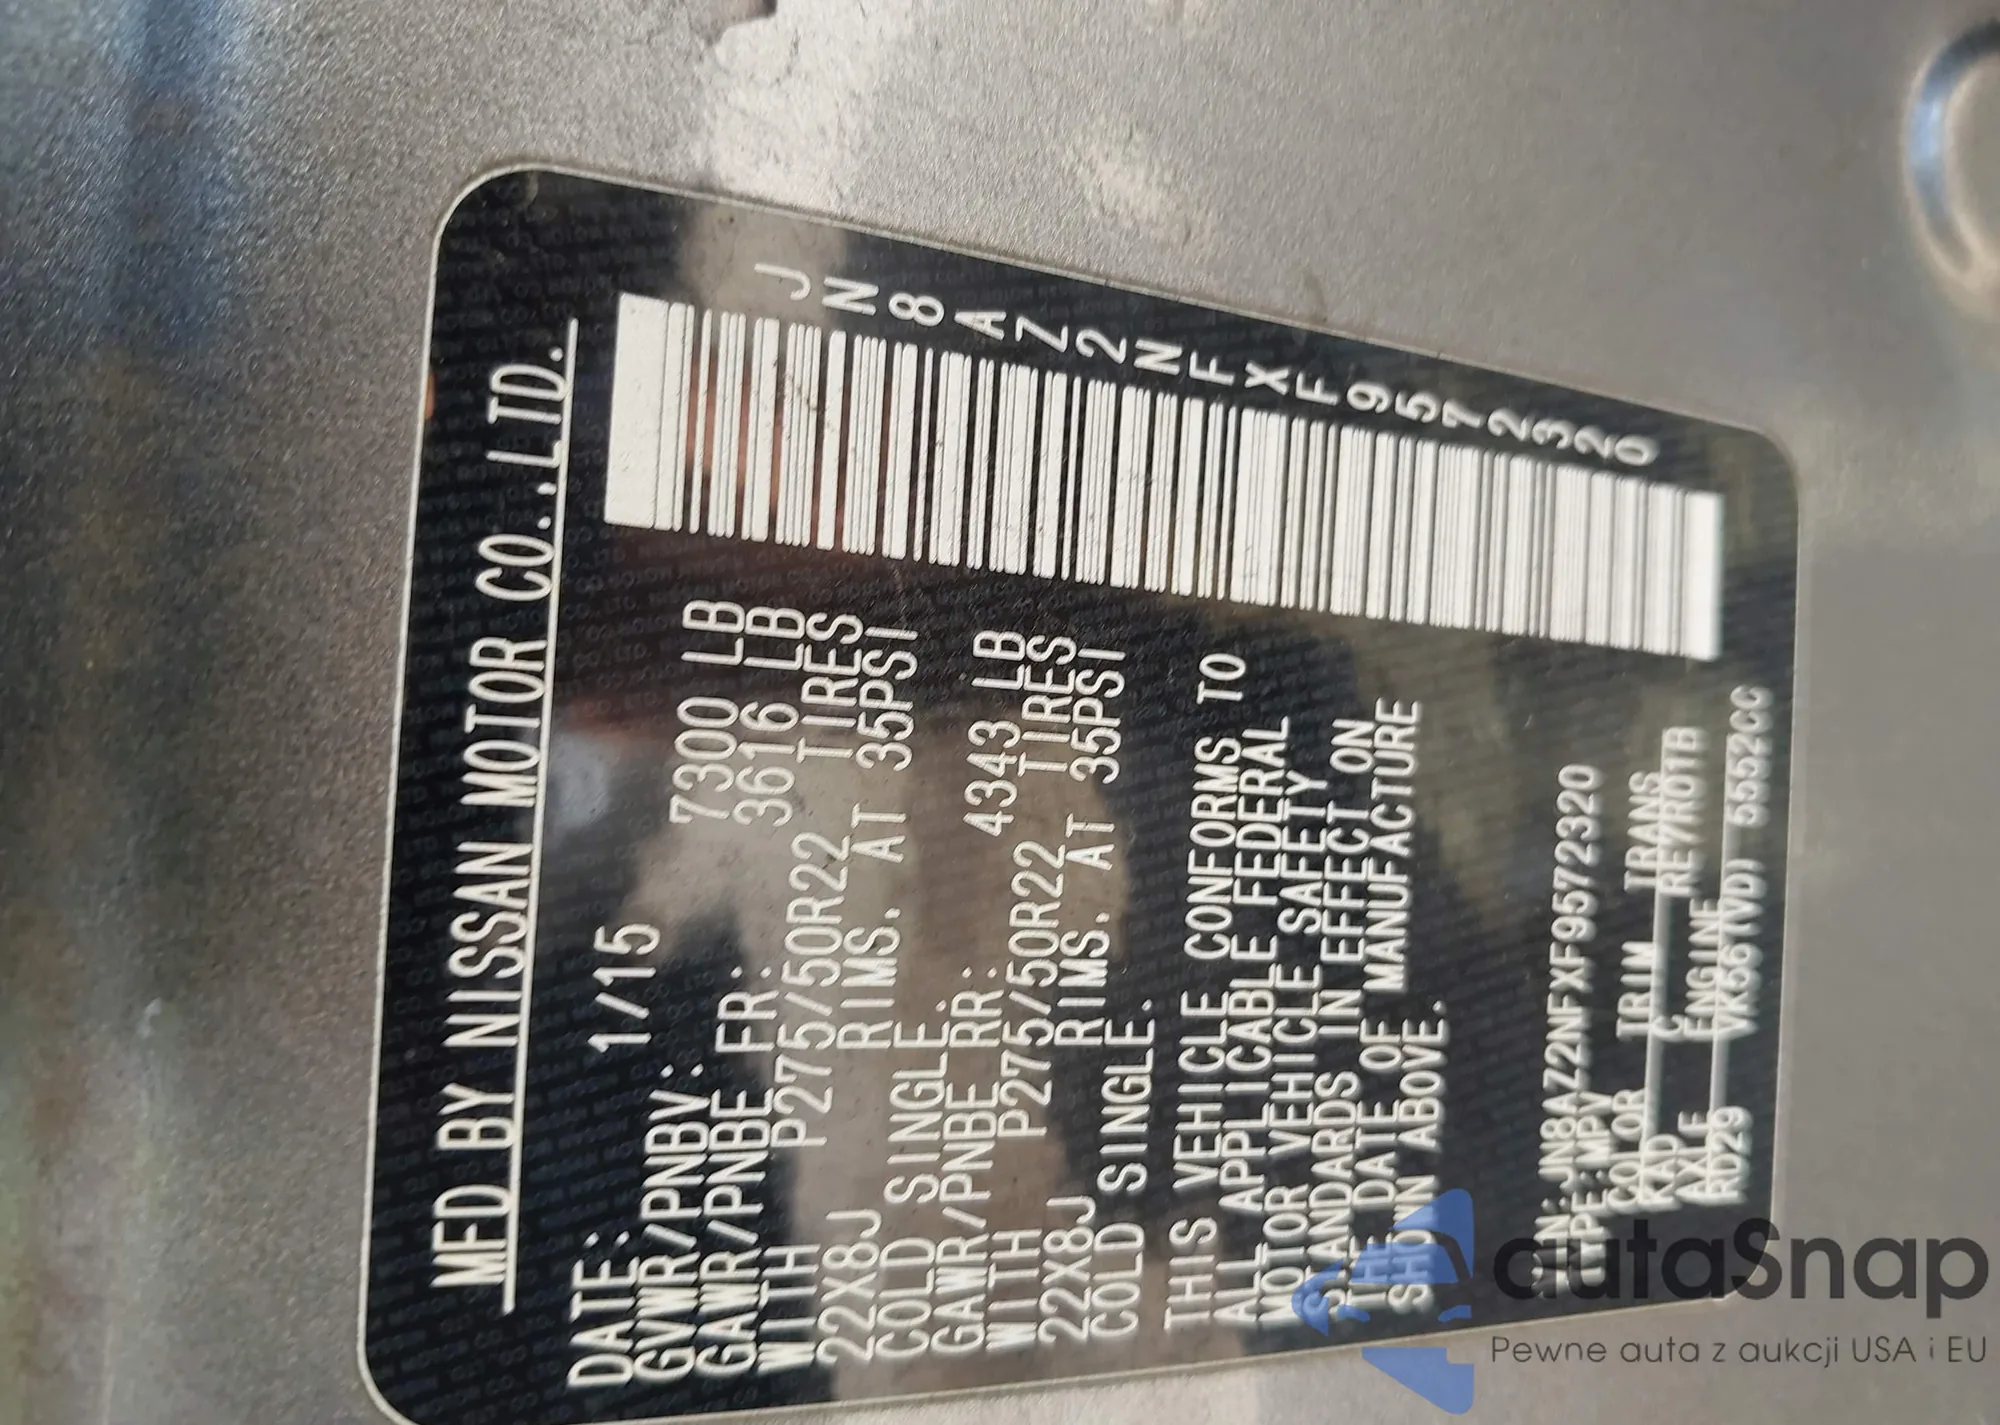 MFD BY NISSAN MOTOR CO.,LTD.
JN8AZ2NFXF9572320
DATE: 1/15
GVWR/PNBV: 7300 LB
GAWR/PNBE FR: 3616 LB
WITH P275/50R22 TIRES
22X8J RIMS. AT 35PSI
COLD SINGLE.
GAWR/PNBE RR: 4343 LB
WITH P275/50R22 TIRES
22X8J RIMS. AT 35PSI
COLD SINGLE.
THIS VEHICLE CONFORMS TO
ALL APPLICABLE FEDERAL
MOTOR VEHICLE SAFETY
STANDARDS IN EFFECT ON
THE DATE OF MANUFACTURE
SHOWN ABOVE.
VIN: JN8AZ2NFXF9572320
TYPE: MPV
COLOR TRIM TRANS
KAD C RE7R01B
AXLE ENGINE
RD29 VK56(VD) 5552CC
autaSnap
Pewne auta z aukcji USA i EU